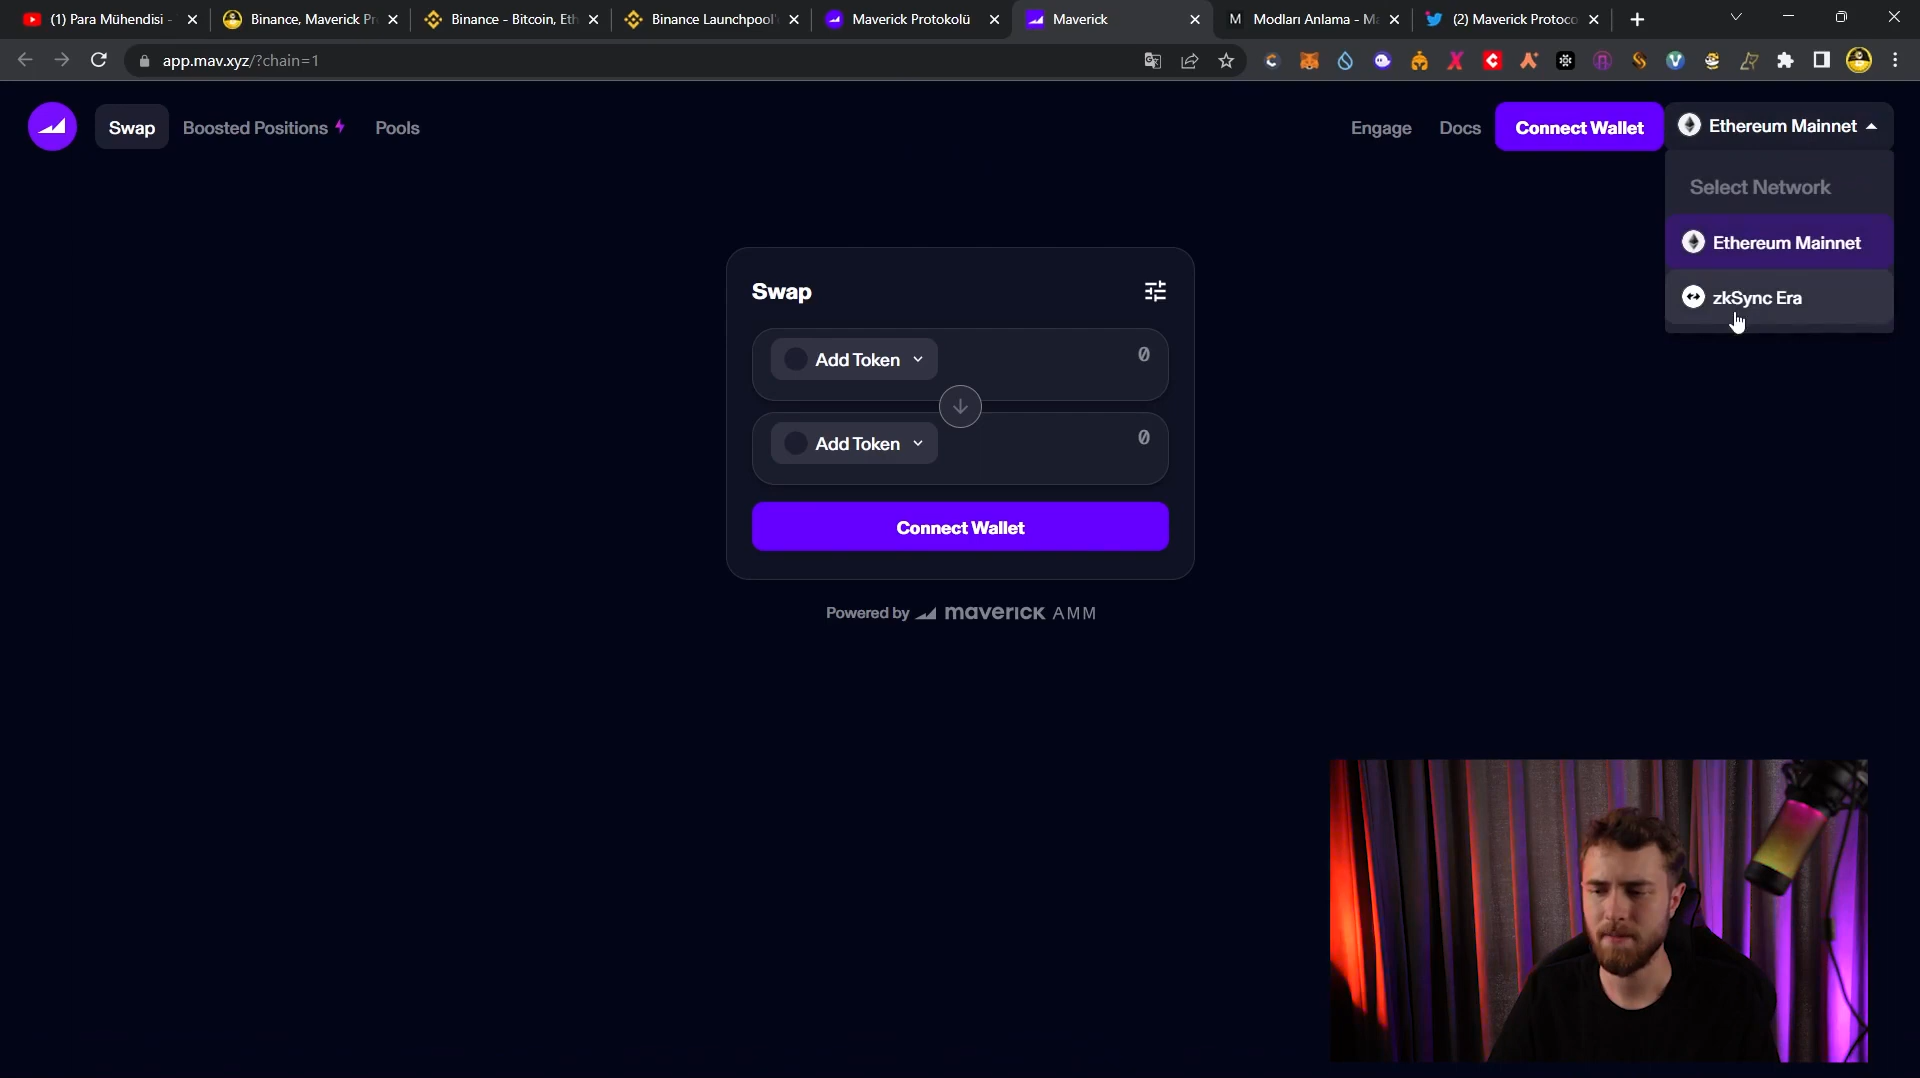 (1) Para Mühendisi -
Binance, Maverick Pr
Binance - Bitcoin, Eth
Binance Launchpool'
Maverick Protokolü
Maverick
Modları Anlama - Ma
(2) Maverick Protoco
app.mav.xyz/?chain=1
Swap
Boosted Positions
Pools
Engage
Docs
Connect Wallet
Ethereum Mainnet
Select Network
Ethereum Mainnet
zkSync Era
Swap
Add Token
0
Add Token
0
Connect Wallet
Powered by maverick AMM